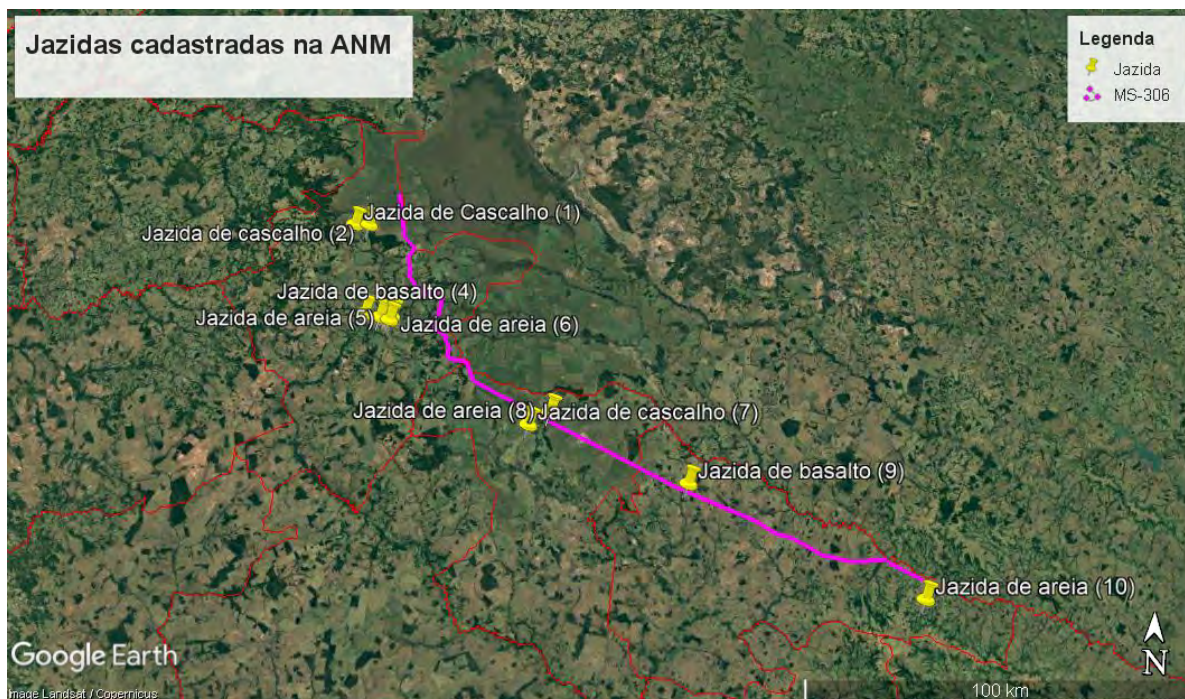 Jazidas cadastradas na ANM
Legenda
Jazida
MS-306
Jazida de Cascalho (1)
Jazida de cascalho (2)
Jazida de basalto (4)
Jazida de areia (5)
Jazida de areia (6)
Jazida de areia (8)
Jazida de cascalho (7)
Jazida de basalto (9)
Jazida de areia (10)
Google Earth
N
Image Landsat / Copernicus
100 km